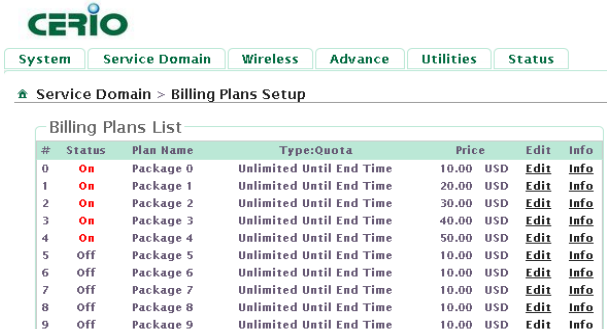 CERIO
System Service Domain Wireless Advance Utilities Status
Service Domain > Billing Plans Setup
Billing Plans List
# Status Plan Name Type:Quota Price Edit Info
0 On Package 0 Unlimited Until End Time 10.00 USD Edit Info
1 On Package 1 Unlimited Until End Time 20.00 USD Edit Info
2 On Package 2 Unlimited Until End Time 30.00 USD Edit Info
3 On Package 3 Unlimited Until End Time 40.00 USD Edit Info
4 On Package 4 Unlimited Until End Time 50.00 USD Edit Info
5 Off Package 5 Unlimited Until End Time 10.00 USD Edit Info
6 Off Package 6 Unlimited Until End Time 10.00 USD Edit Info
7 Off Package 7 Unlimited Until End Time 10.00 USD Edit Info
8 Off Package 8 Unlimited Until End Time 10.00 USD Edit Info
9 Off Package 9 Unlimited Until End Time 10.00 USD Edit Info